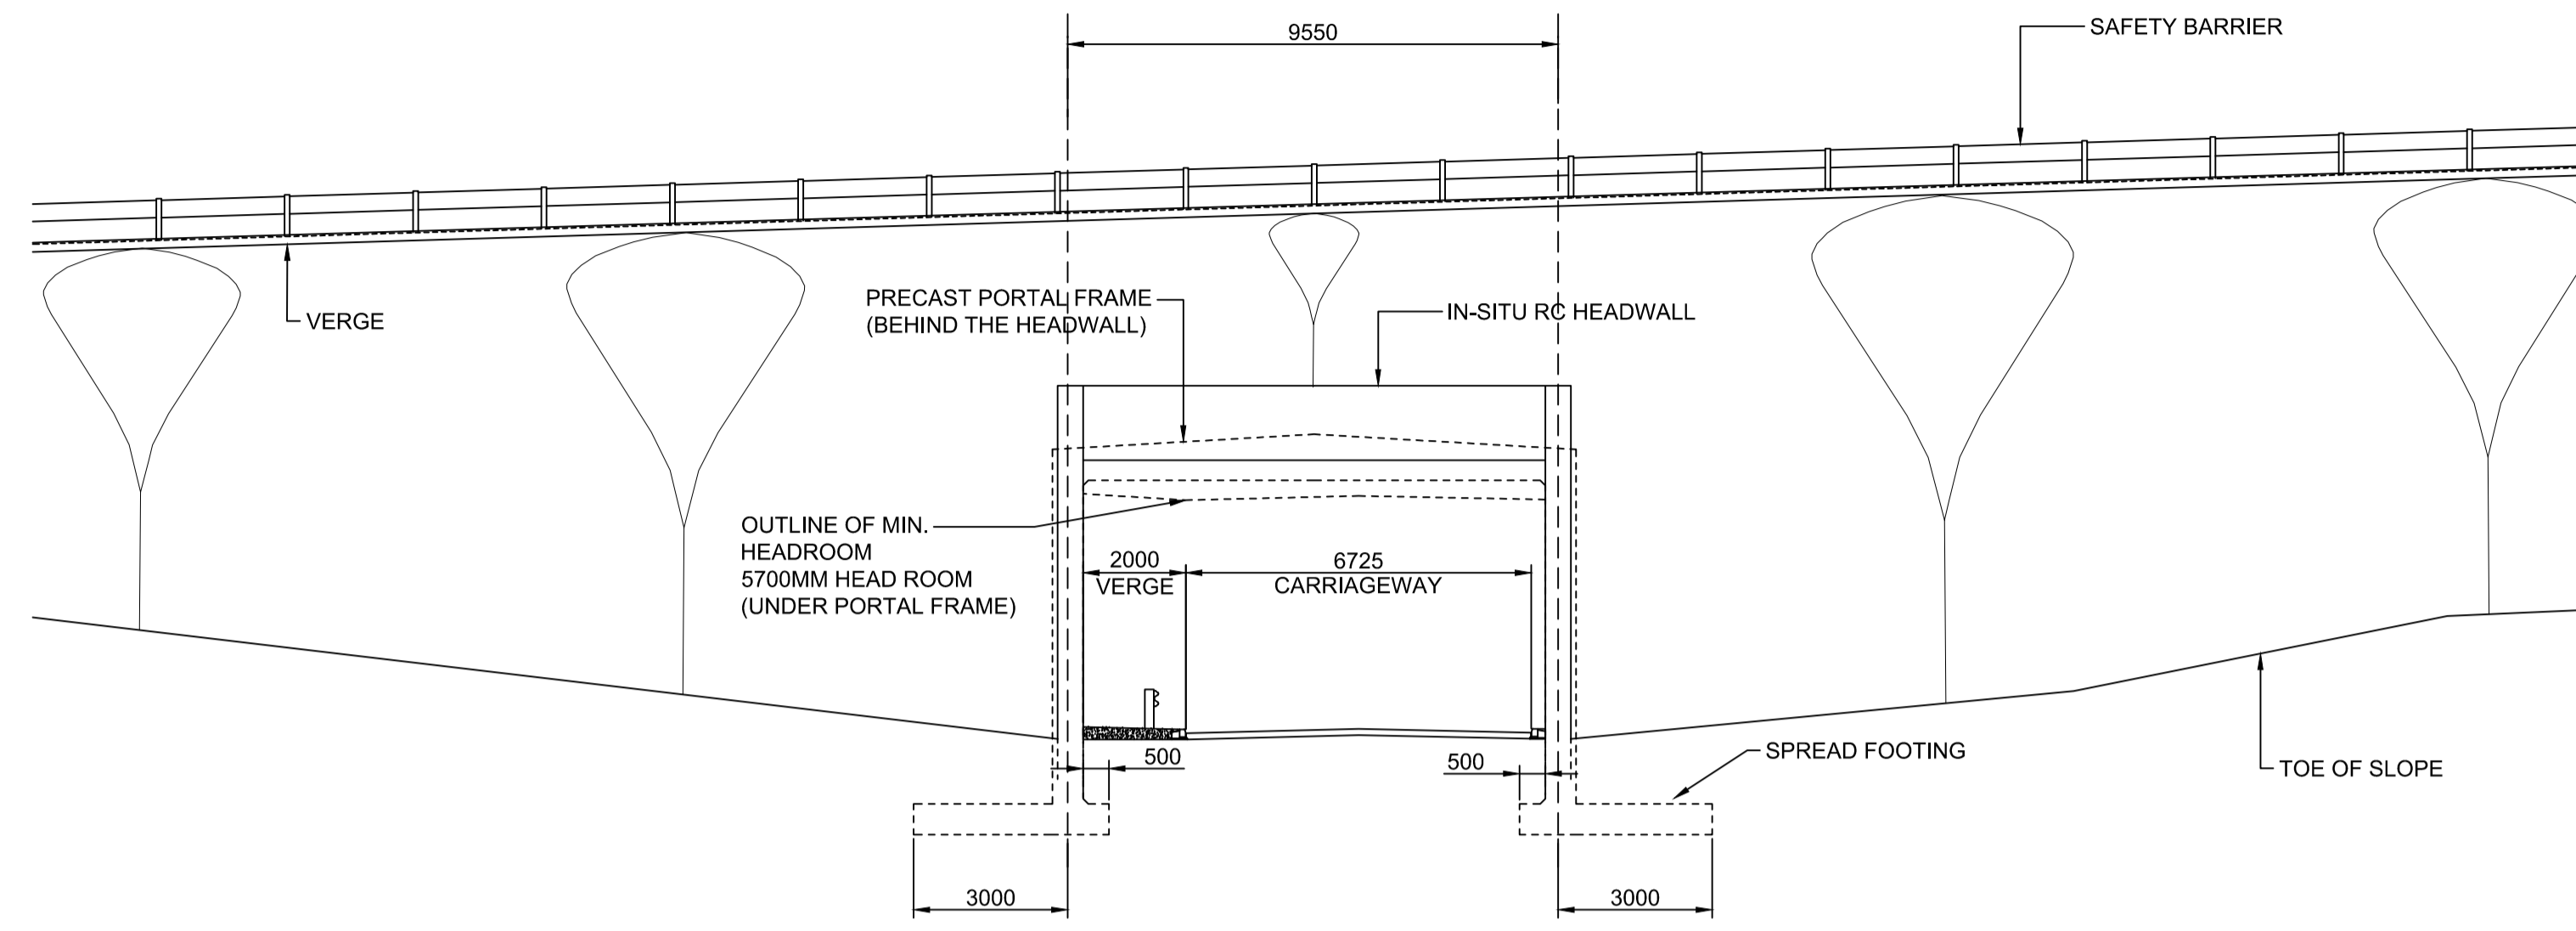 9550
SAFETY BARRIER
VERGE
PRECAST PORTAL FRAME
(BEHIND THE HEADWALL)
IN-SITU RC HEADWALL
OUTLINE OF MIN.
HEADROOM
5700MM HEAD ROOM
(UNDER PORTAL FRAME)
2000
VERGE
6725
CARRIAGEWAY
500
500
SPREAD FOOTING
TOE OF SLOPE
3000
3000